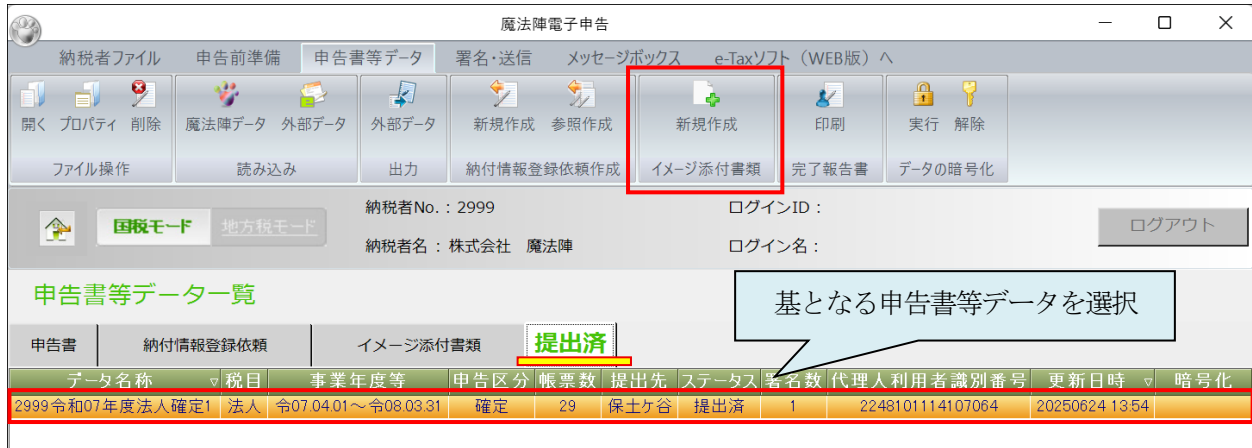 魔法陣電子申告
納税者ファイル 申告前準備 申告書等データ 署名・送信 メッセージボックス e-Taxソフト（WEB版）へ
開く プロパティ 削除 魔法陣データ 外部データ 外部データ 新規作成 参照作成 新規作成 印刷 実行 解除
ファイル操作 読み込み 出力 納付情報登録依頼作成 イメージ添付書類 完了報告書 データの暗号化
納税者No.：2999 ログインID：
国税モード 地方税モード ログアウト
納税者名：株式会社 魔法陣 ログイン名：
申告書等データ一覧
基となる申告書等データを選択
申告書 納付情報登録依頼 イメージ添付書類 提出済
データ名称 税目 事業年度等 申告区分 帳票数 提出先 ステータス 署名数 代理人利用者識別番号 更新日時 暗号化
2999令和07年度法人確定1 法人 令07.04.01～令08.03.31 確定 29 保土ケ谷 提出済 1 2248101114107064 20250624 13:54